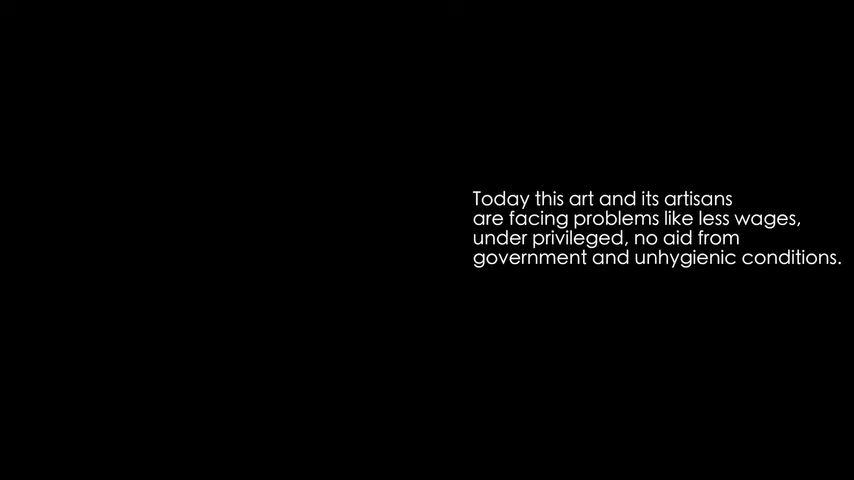 Today this art and its artisans
are facing problems like less wages,
under privileged, no aid from
government and unhygienic conditions.